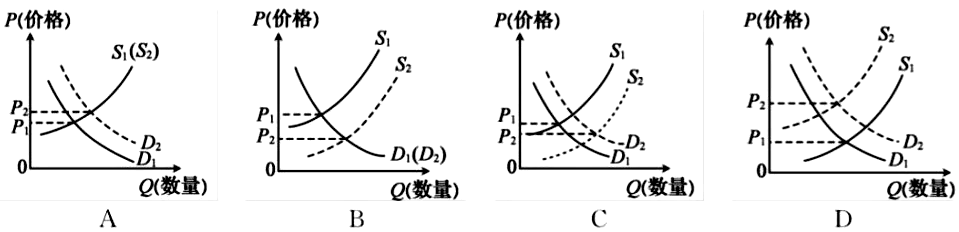 P(价格)
S₁(S₂)
P₂
P₁
D₂
D₁
0
Q(数量)
A
P(价格)
S₁
S₂
P₁
P₂
D₁(D₂)
0
Q(数量)
B
P(价格)
S₁
S₂
P₁
P₂
D₂
D₁
0
Q(数量)
C
P(价格)
S₂
S₁
P₂
P₁
D₂
D₁
0
Q(数量)
D